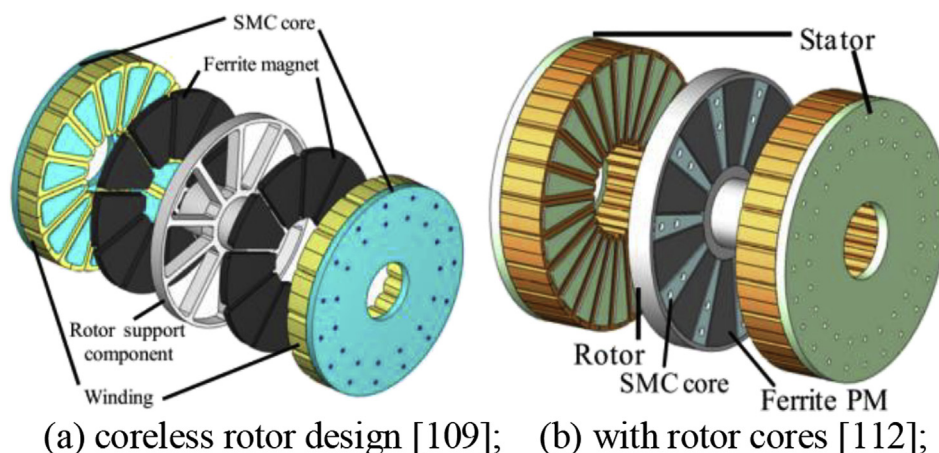 SMC core
Ferrite magnet
Rotor support
component
Winding
Stator
Rotor
SMC core
Ferrite PM
(a) coreless rotor design [109]; (b) with rotor cores [112];